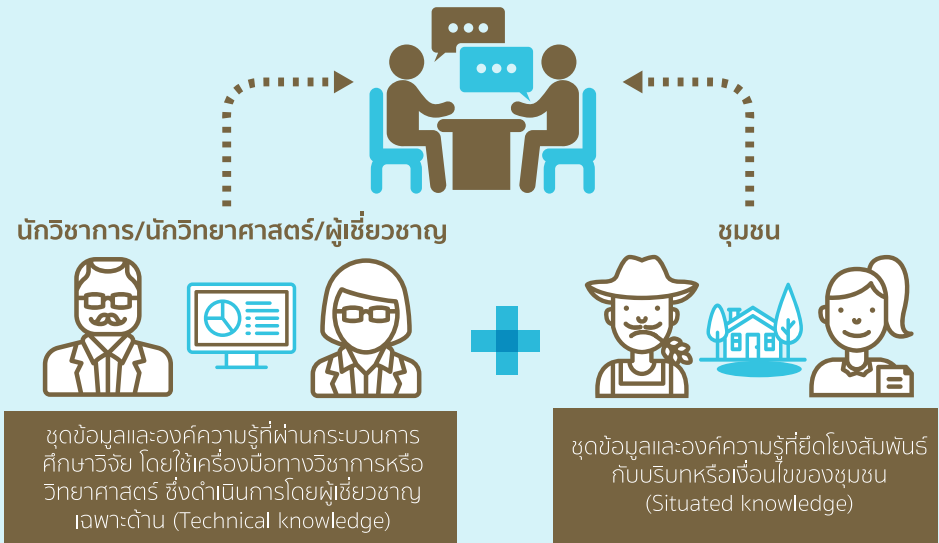 นักวิชาการ/นักวิทยาศาสตร์/ผู้เชี่ยวชาญ
ชุดข้อมูลและองค์ความรู้ที่ผ่านกระบวนการ
ศึกษาวิจัย โดยใช้เครื่องมือทางวิชาการหรือ
วิทยาศาสตร์ ซึ่งดำเนินการโดยผู้เชี่ยวชาญ
เฉพาะด้าน (Technical knowledge)
ชุมชน
ชุดข้อมูลและองค์ความรู้ที่ยึดโยงสัมพันธ์
กับบริบทหรือเงื่อนไขของชุมชน
(Situated knowledge)